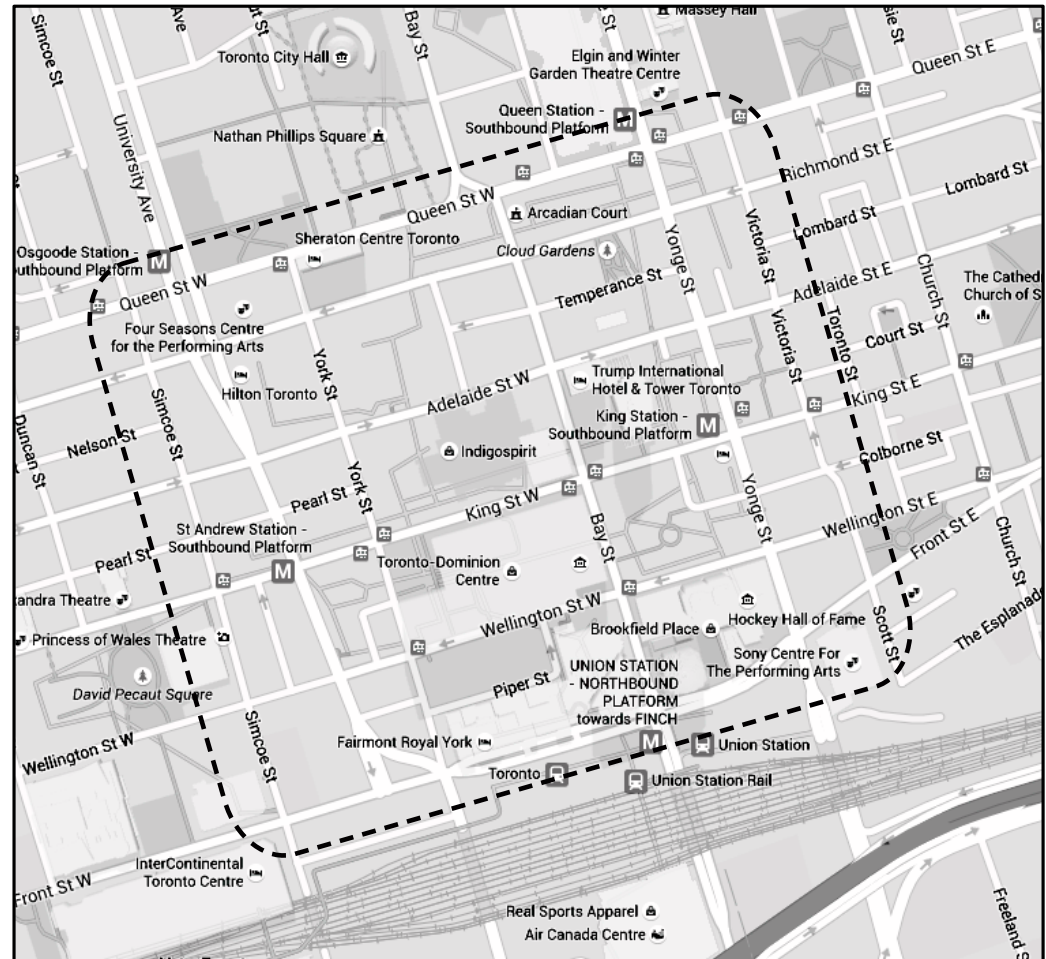 Simcoe St
Ave
Bay St
Massey Hall
Toronto City Hall
Elgin and Winter
Garden Theatre Centre
Queen St E
University Ave
Nathan Phillips Square
Queen Station -
Southbound Platform
Richmond St E
Lombard St
Queen St W
Arcadian Court
Lombard St
Victoria St
Sheraton Centre Toronto
Cloud Gardens
Yonge St
Osgoode Station -
Southbound Platform
Queen St W
Temperance St
Adelaide St E
Church St
The Cathed
Church of S
Four Seasons Centre
for the Performing Arts
Toronto St
Court St
Victoria St
York St
Trump International
Hotel & Tower Toronto
Hilton Toronto
Adelaide St W
King St E
Simcoe St
King Station -
Southbound Platform
Duncan St
Nelson St
Indigospirit
Colborne St
York St
Pearl St
King St W
Yonge St
Wellington St E
St Andrew Station -
Southbound Platform
Bay St
Front St E
Church St
Pearl St
Toronto-Dominion
Centre
xandra Theatre
Wellington St W
Hockey Hall of Fame
Brookfield Place
Scott St
The Esplanade
Princess of Wales Theatre
Sony Centre For
The Performing Arts
UNION STATION
- NORTHBOUND
PLATFORM
towards FINCH
Piper St
David Pecaut Square
Simcoe St
Wellington St W
Fairmont Royal York
Union Station
Toronto
Union Station Rail
InterContinental
Toronto Centre
Front St W
Real Sports Apparel
Air Canada Centre
Freeland S